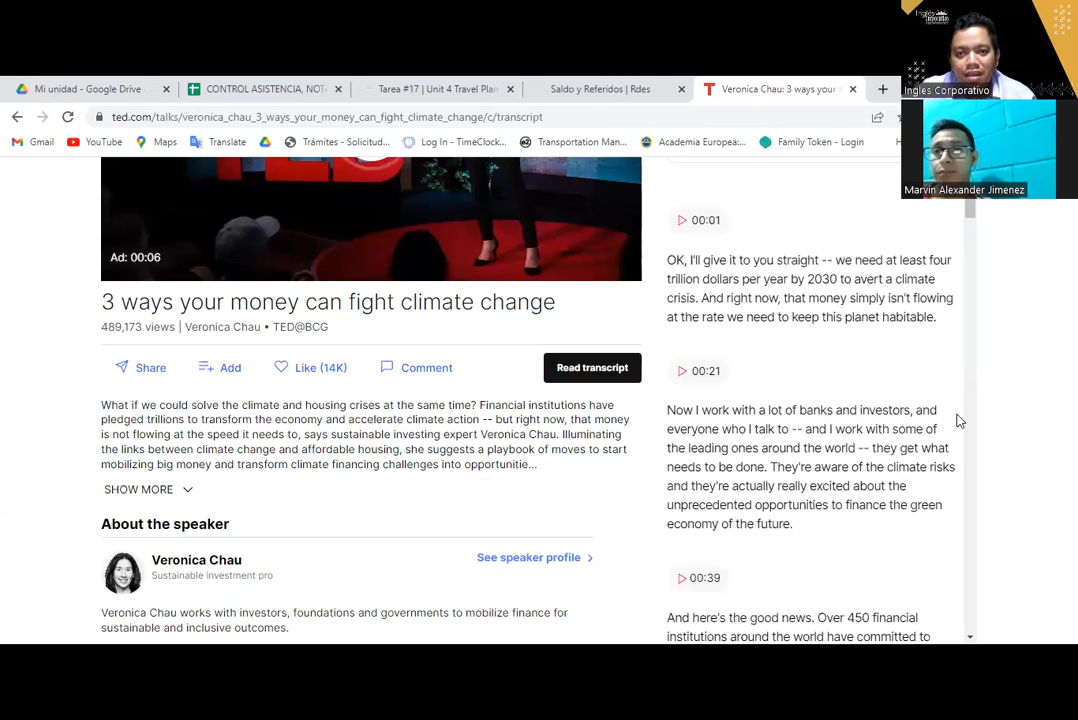 Mi unidad - Google Drive
CONTROL ASISTENCIA, NOT
Tarea #17 | Unit 4 Travel Plan
Saldo y Referidos | Rdes
Veronica Chau: 3 ways your
ted.com/talks/veronica_chau_3_ways_your_money_can_fight_climate_change/c/transcript
Gmail
YouTube
Maps
Translate
Trámites - Solicitud...
Log In - TimeClock...
Transportation Man...
Academia Europea:...
Family Token - Login
Inglés Corporativo
Marvin Alexander Jimenez
Ad: 00:06
3 ways your money can fight climate change
489,173 views | Veronica Chau • TED@BCG
Share
Add
Like (14K)
Comment
Read transcript
What if we could solve the climate and housing crises at the same time? Financial institutions have
pledged trillions to transform the economy and accelerate climate action -- but right now, that money
is not flowing at the speed it needs to, says sustainable investing expert Veronica Chau. Illuminating
the links between climate change and affordable housing, she suggests a playbook of moves to start
mobilizing big money and transform climate financing challenges into opportunitie...
SHOW MORE
About the speaker
Veronica Chau
Sustainable investment pro
See speaker profile
Veronica Chau works with investors, foundations and governments to mobilize finance for
sustainable and inclusive outcomes.
00:01
OK, I'll give it to you straight -- we need at least four
trillion dollars per year by 2030 to avert a climate
crisis. And right now, that money simply isn't flowing
at the rate we need to keep this planet habitable.
00:21
Now I work with a lot of banks and investors, and
everyone who I talk to -- and I work with some of
the leading ones around the world -- they get what
needs to be done. They're aware of the climate risks
and they're actually really excited about the
unprecedented opportunities to finance the green
economy of the future.
00:39
And here's the good news. Over 450 financial
institutions around the world have committed to